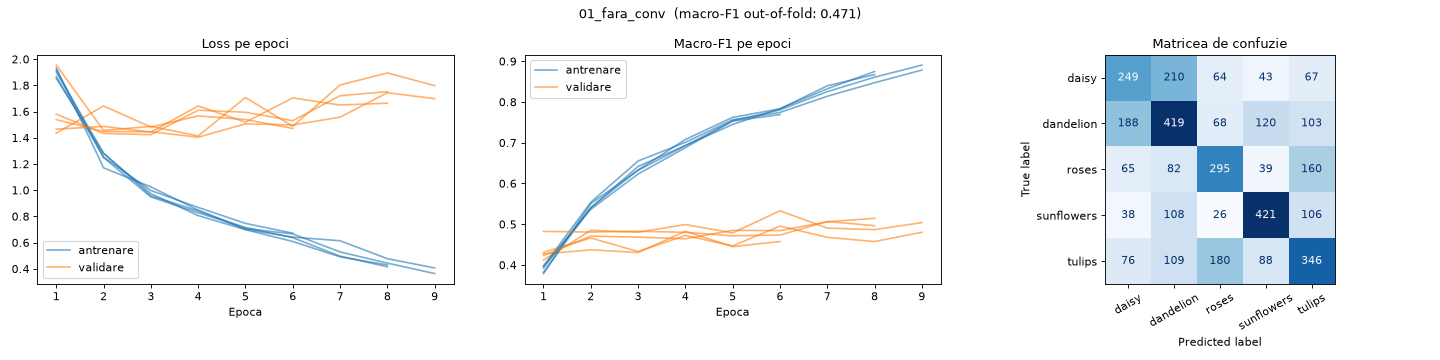 01_fara_conv (macro-F1 out-of-fold: 0.471)
Loss pe epoci
2.0
1.8
1.6
1.4
1.2
1.0
0.8
0.6
0.4
antrenare
validare
1 2 3 4 5 6 7 8 9
Epoca
Macro-F1 pe epoci
0.9
0.8
0.7
0.6
0.5
0.4
antrenare
validare
1 2 3 4 5 6 7 8 9
Epoca
Matricea de confuzie
True label
daisy 249 210 64 43 67
dandelion 188 419 68 120 103
roses 65 82 295 39 160
sunflowers 38 108 26 421 106
tulips 76 109 180 88 346
daisy dandelion roses sunflowers tulips
Predicted label